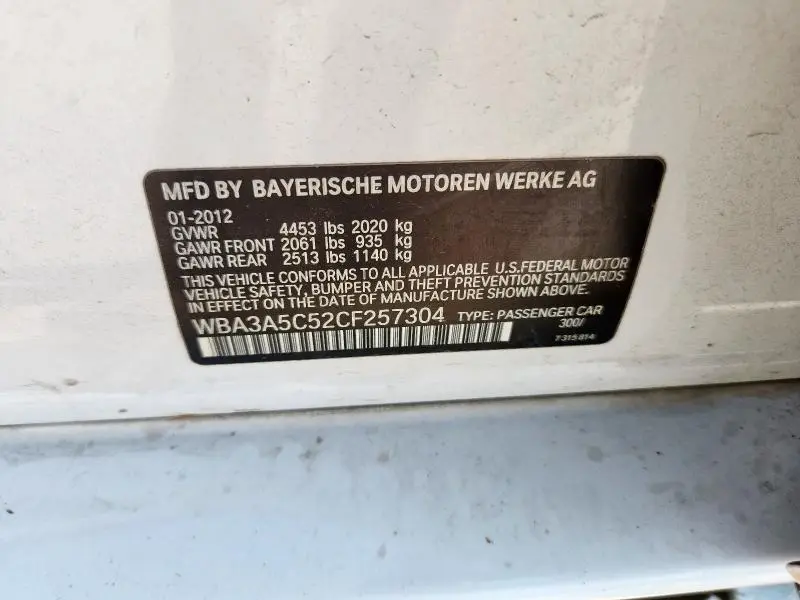 MFD BY BAYERISCHE MOTOREN WERKE AG
01-2012
GVWR 4453 lbs 2020 kg
GAWR FRONT 2061 lbs 935 kg
GAWR REAR 2513 lbs 1140 kg
THIS VEHICLE CONFORMS TO ALL APPLICABLE U.S.FEDERAL MOTOR
VEHICLE SAFETY, BUMPER AND THEFT PREVENTION STANDARDS
IN EFFECT ON THE DATE OF MANUFACTURE SHOWN ABOVE.
WBA3A5C52CF257304 TYPE: PASSENGER CAR
300/
7315814